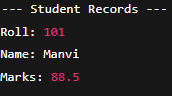 --- Student Records ---
Roll: 101
Name: Manvi
Marks: 88.5